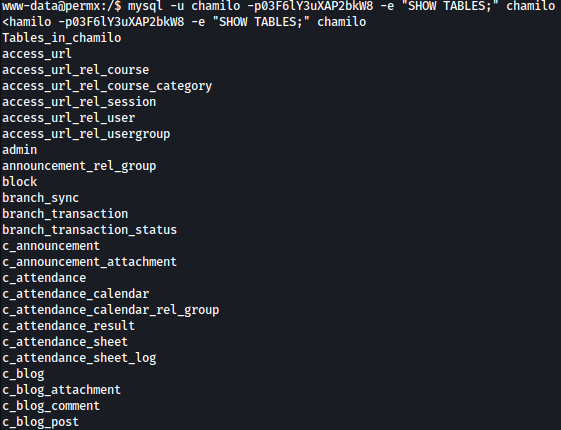 www-data@permx:/$ mysql -u chamilo -p03F6lY3uXAP2bkW8 -e "SHOW TABLES;" chamilo
<hamilo -p03F6lY3uXAP2bkW8 -e "SHOW TABLES;" chamilo
Tables_in_chamilo
access_url
access_url_rel_course
access_url_rel_course_category
access_url_rel_session
access_url_rel_user
access_url_rel_usergroup
admin
announcement_rel_group
block
branch_sync
branch_transaction
branch_transaction_status
c_announcement
c_announcement_attachment
c_attendance
c_attendance_calendar
c_attendance_calendar_rel_group
c_attendance_result
c_attendance_sheet
c_attendance_sheet_log
c_blog
c_blog_attachment
c_blog_comment
c_blog_post